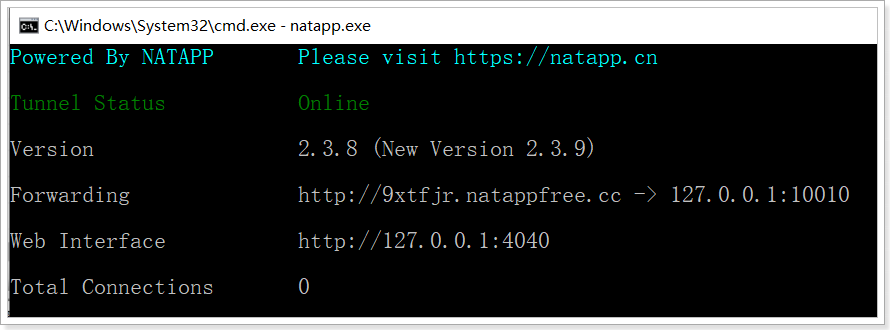 C:\Windows\System32\cmd.exe - natapp.exe
Powered By NATAPP Please visit https://natapp.cn
Tunnel Status Online
Version 2.3.8 (New Version 2.3.9)
Forwarding http://9xtfjr.natappfree.cc -> 127.0.0.1:10010
Web Interface http://127.0.0.1:4040
Total Connections 0